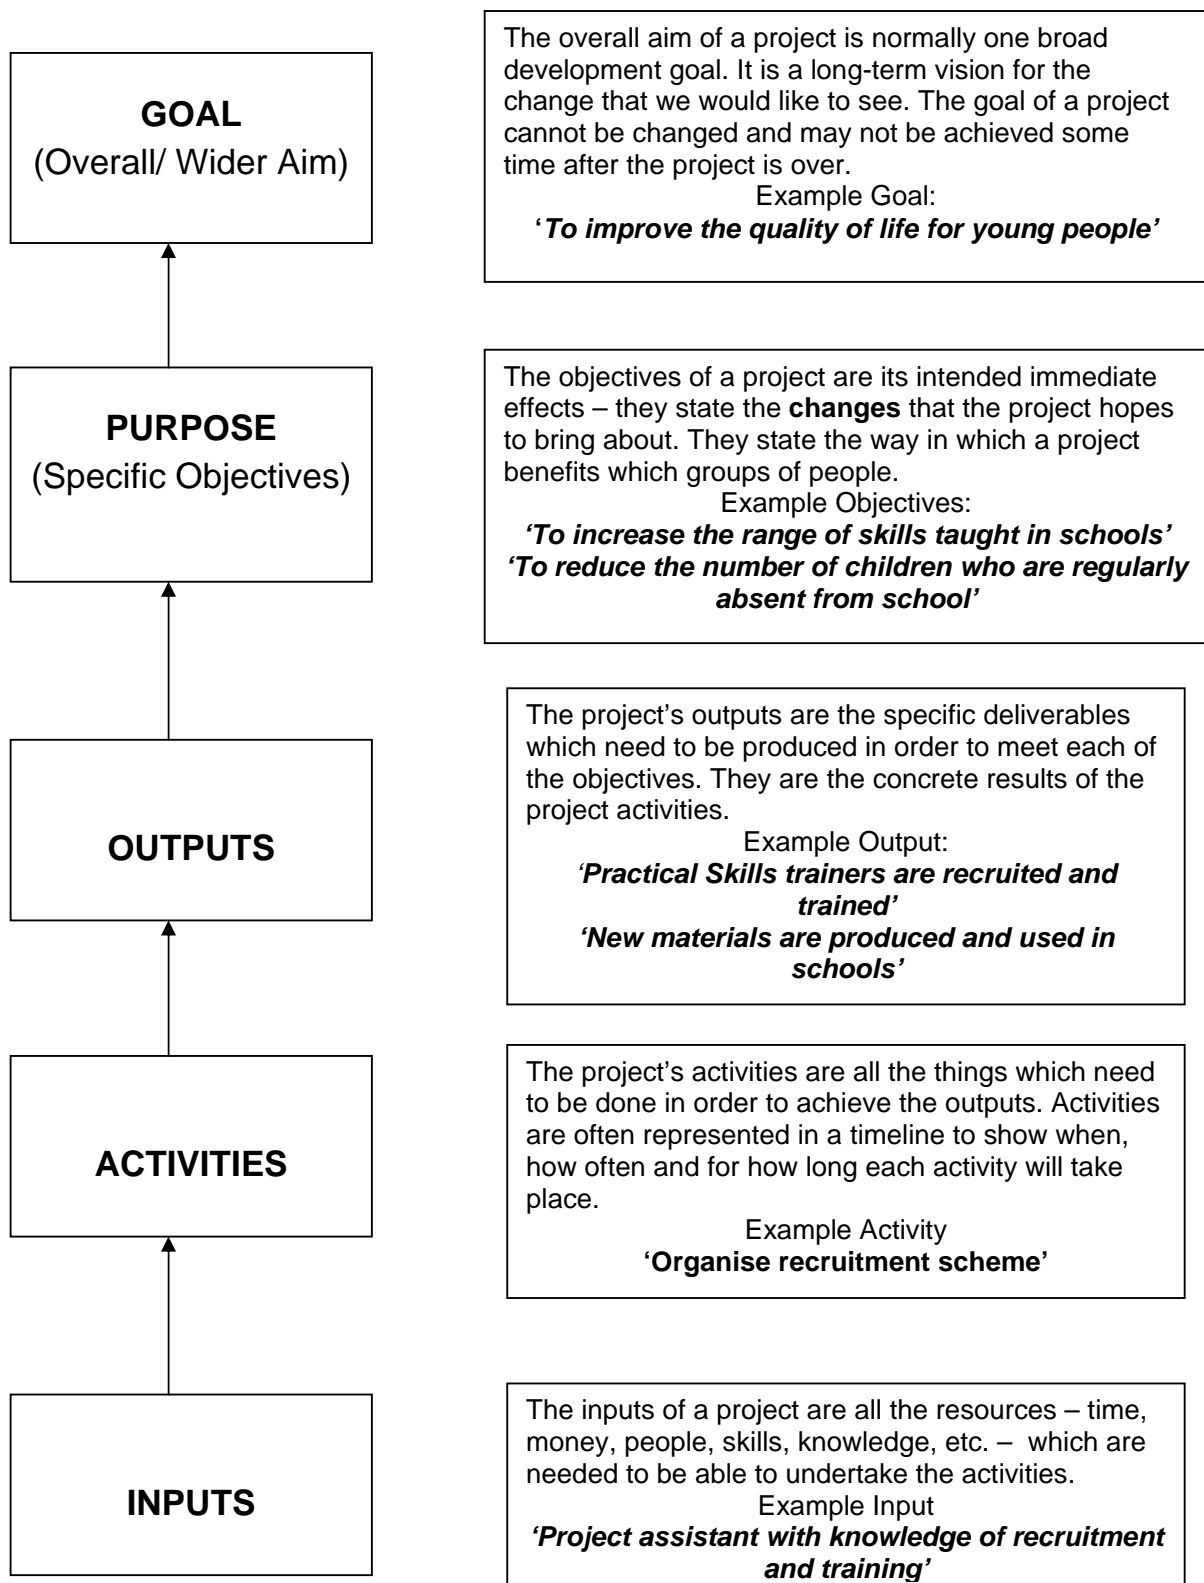 GOAL
(Overall/ Wider Aim)
The overall aim of a project is normally one broad
development goal. It is a long-term vision for the
change that we would like to see. The goal of a project
cannot be changed and may not be achieved some
time after the project is over.
Example Goal:
‘To improve the quality of life for young people’
PURPOSE
(Specific Objectives)
The objectives of a project are its intended immediate
effects – they state the changes that the project hopes
to bring about. They state the way in which a project
benefits which groups of people.
Example Objectives:
‘To increase the range of skills taught in schools’
‘To reduce the number of children who are regularly
absent from school’
OUTPUTS
The project’s outputs are the specific deliverables
which need to be produced in order to meet each of
the objectives. They are the concrete results of the
project activities.
Example Output:
‘Practical Skills trainers are recruited and
trained’
‘New materials are produced and used in
schools’
ACTIVITIES
The project’s activities are all the things which need
to be done in order to achieve the outputs. Activities
are often represented in a timeline to show when,
how often and for how long each activity will take
place.
Example Activity
‘Organise recruitment scheme’
INPUTS
The inputs of a project are all the resources – time,
money, people, skills, knowledge, etc. – which are
needed to be able to undertake the activities.
Example Input
‘Project assistant with knowledge of recruitment
and training’